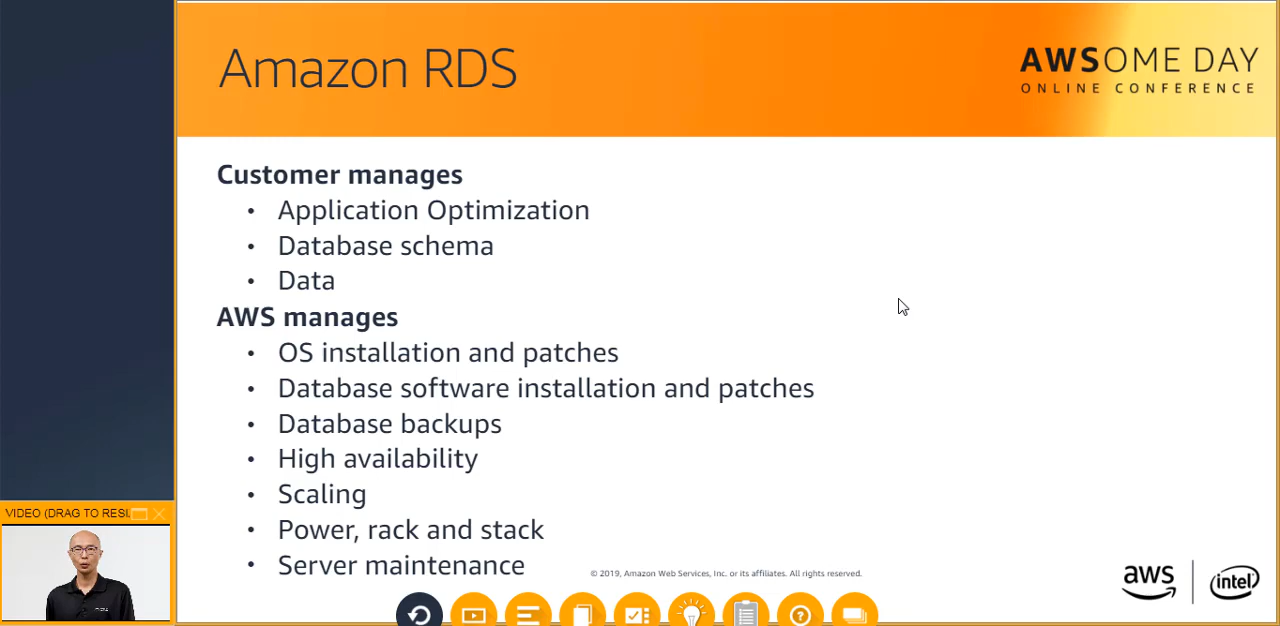 Amazon RDS
AWSOME DAY
ONLINE CONFERENCE
Customer manages
• Application Optimization
• Database schema
• Data
AWS manages
• OS installation and patches
• Database software installation and patches
• Database backups
• High availability
• Scaling
• Power, rack and stack
• Server maintenance
© 2019, Amazon Web Services, Inc. or its affiliates. All rights reserved.
aws
intel
VIDEO (DRAG TO RESI